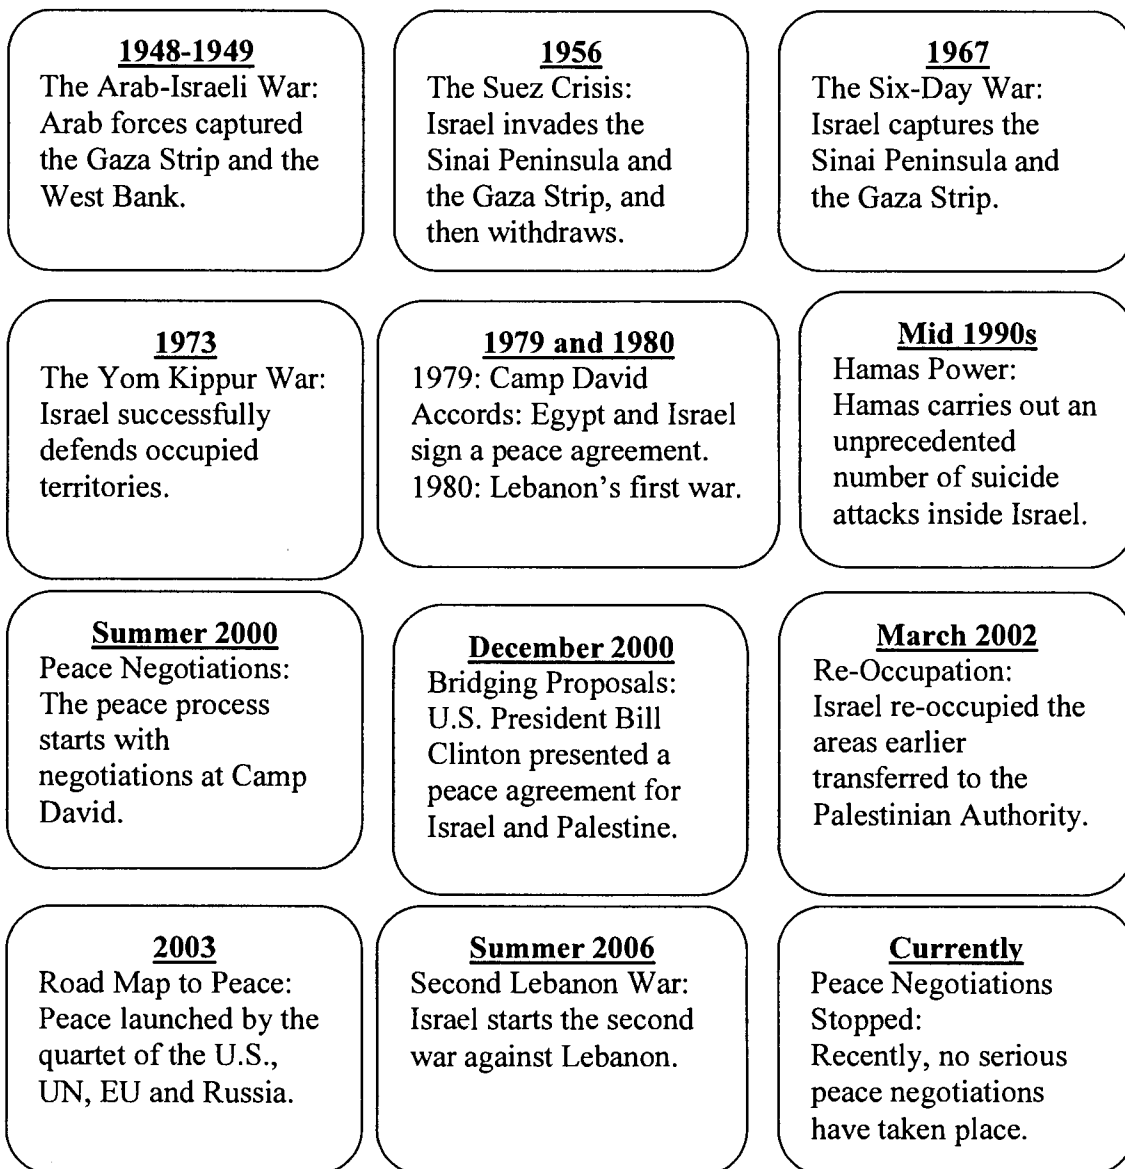 1948-1949
The Arab-Israeli War:
Arab forces captured
the Gaza Strip and the
West Bank.
1956
The Suez Crisis:
Israel invades the
Sinai Peninsula and
the Gaza Strip, and
then withdraws.
1967
The Six-Day War:
Israel captures the
Sinai Peninsula and
the Gaza Strip.
1973
The Yom Kippur War:
Israel successfully
defends occupied
territories.
1979 and 1980
1979: Camp David
Accords: Egypt and Israel
sign a peace agreement.
1980: Lebanon's first war.
Mid 1990s
Hamas Power:
Hamas carries out an
unprecedented
number of suicide
attacks inside Israel.
Summer 2000
Peace Negotiations:
The peace process
starts with
negotiations at Camp
David.
December 2000
Bridging Proposals:
U.S. President Bill
Clinton presented a
peace agreement for
Israel and Palestine.
March 2002
Re-Occupation:
Israel re-occupied the
areas earlier
transferred to the
Palestinian Authority.
2003
Road Map to Peace:
Peace launched by the
quartet of the U.S.,
UN, EU and Russia.
Summer 2006
Second Lebanon War:
Israel starts the second
war against Lebanon.
Currently
Peace Negotiations
Stopped:
Recently, no serious
peace negotiations
have taken place.